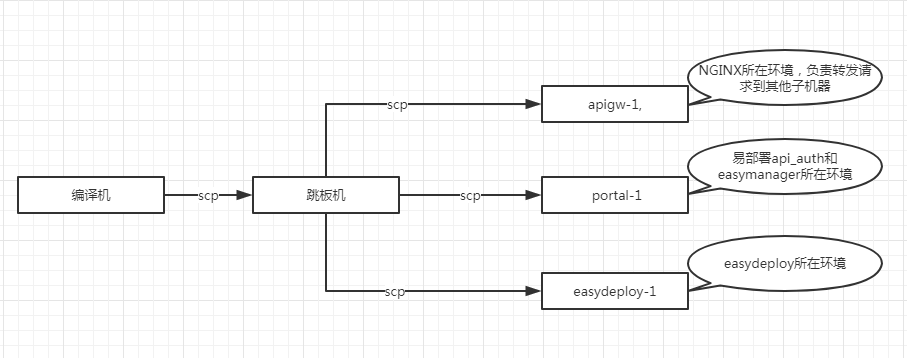 NGINX所在环境，负责转发请
求到其他子机器
scp
apigw-1,
易部署api_auth和
easymanager所在环境
编译机
scp
跳板机
scp
portal-1
easydeploy所在环境
scp
easydeploy-1